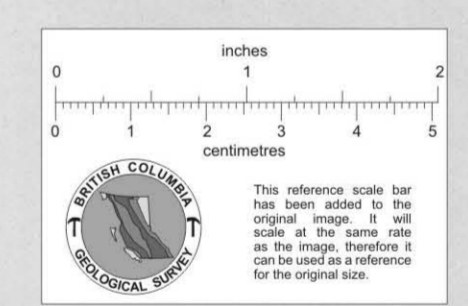 inches
0 1 2
0 1 2 3 4 5
centimetres
BRITISH COLUMBIA
GEOLOGICAL SURVEY
This reference scale bar
has been added to the
original image. It will
scale at the same rate
as the image, therefore it
can be used as a reference
for the original size.